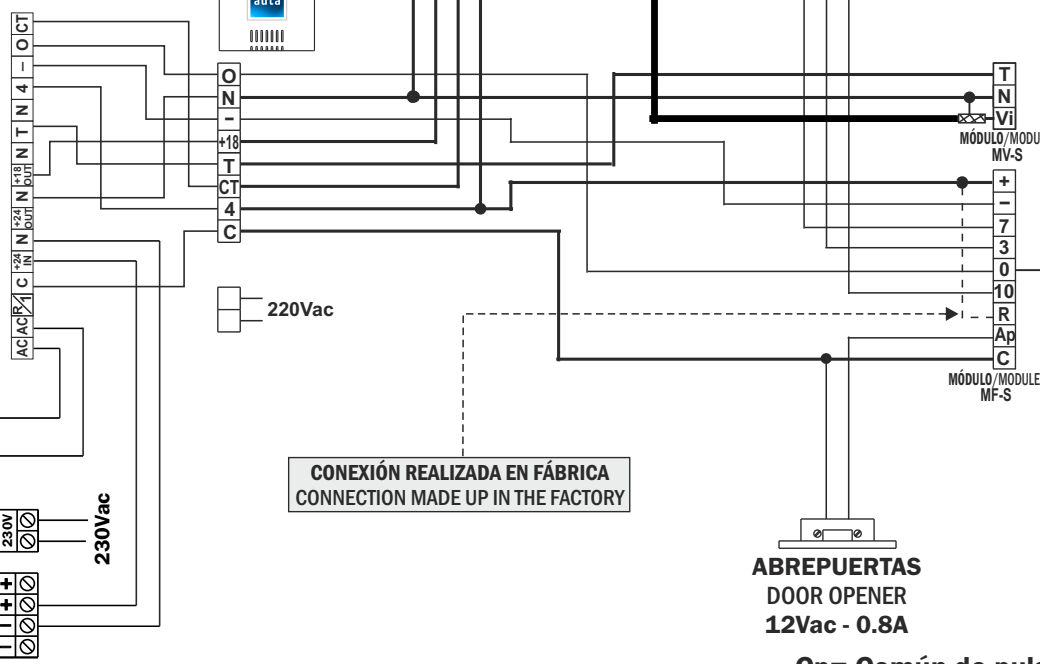 CT
O
–
4
N
T
N
+18 OUT
N
+24 OUT
N
+24 IN
C
R/1
AC
AC
auta
O
N
–
+18
T
CT
4
C
220Vac
T
N
Vi
MÓDULO/MODU
MV-S
+
–
7
3
0
10
R
Ap
C
MÓDULO/MODULE
MF-S
CONEXIÓN REALIZADA EN FÁBRICA
CONNECTION MADE UP IN THE FACTORY
230V
230Vac
+
+
–
–
ABREPUERTAS
DOOR OPENER
12Vac - 0.8A